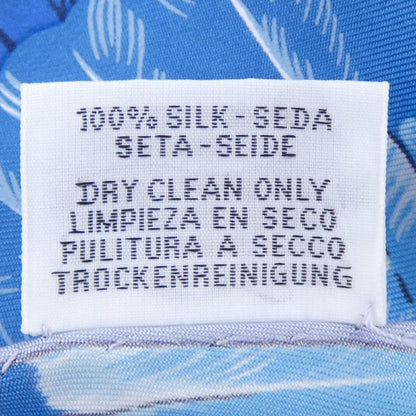 100% SILK - SEDA
SETA - SEIDE
DRY CLEAN ONLY
LIMPIEZA EN SECO
PULITURA A SECCO
TROCKENREINIGUNG